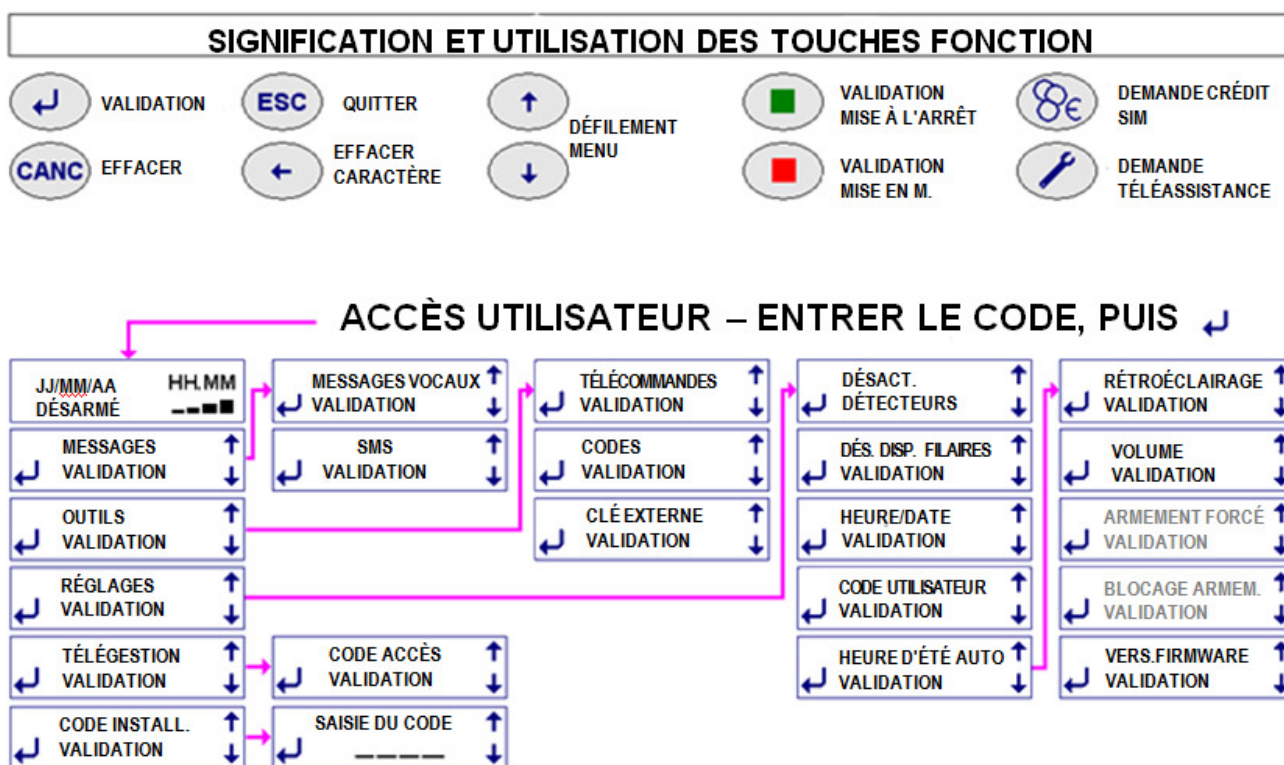 SIGNIFICATION ET UTILISATION DES TOUCHES FONCTION
VALIDATION
ESC
QUITTER
DÉFILEMENT
MENU
VALIDATION
MISE À L'ARRÊT
DEMANDE CRÉDIT
SIM
CANC
EFFACER
EFFACER
CARACTÈRE
VALIDATION
MISE EN M.
DEMANDE
TÉLÉASSISTANCE
ACCÈS UTILISATEUR – ENTRER LE CODE, PUIS
JJ/MM/AA HH.MM
DÉSARMÉ
MESSAGES
VALIDATION
OUTILS
VALIDATION
RÉGLAGES
VALIDATION
TÉLÉGESTION
VALIDATION
CODE INSTALL.
VALIDATION
MESSAGES VOCAUX
VALIDATION
SMS
VALIDATION
CODE ACCÈS
VALIDATION
SAISIE DU CODE
_ _ _ _
TÉLÉCOMMANDES
VALIDATION
CODES
VALIDATION
CLÉ EXTERNE
VALIDATION
DÉSACT.
DÉTECTEURS
DÉS. DISP. FILAIRES
VALIDATION
HEURE/DATE
VALIDATION
CODE UTILISATEUR
VALIDATION
HEURE D'ÉTÉ AUTO
VALIDATION
RÉTROÉCLAIRAGE
VALIDATION
VOLUME
VALIDATION
ARMEMENT FORCÉ
VALIDATION
BLOCAGE ARMEM.
VALIDATION
VERS.FIRMWARE
VALIDATION